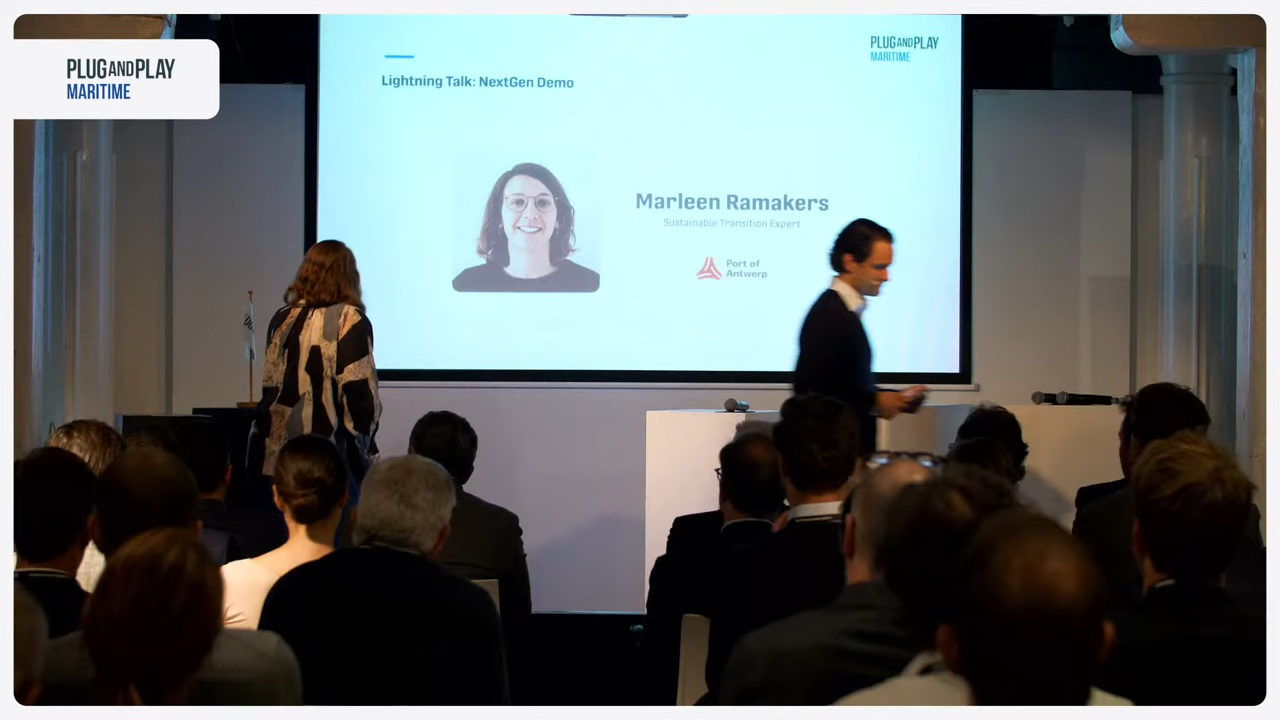 PLUGANDPLAY
MARITIME
PLUGANDPLAY
MARITIME
Lightning Talk: NextGen Demo
Marleen Ramakers
Sustainable Transition Expert
Port of
Antwerp